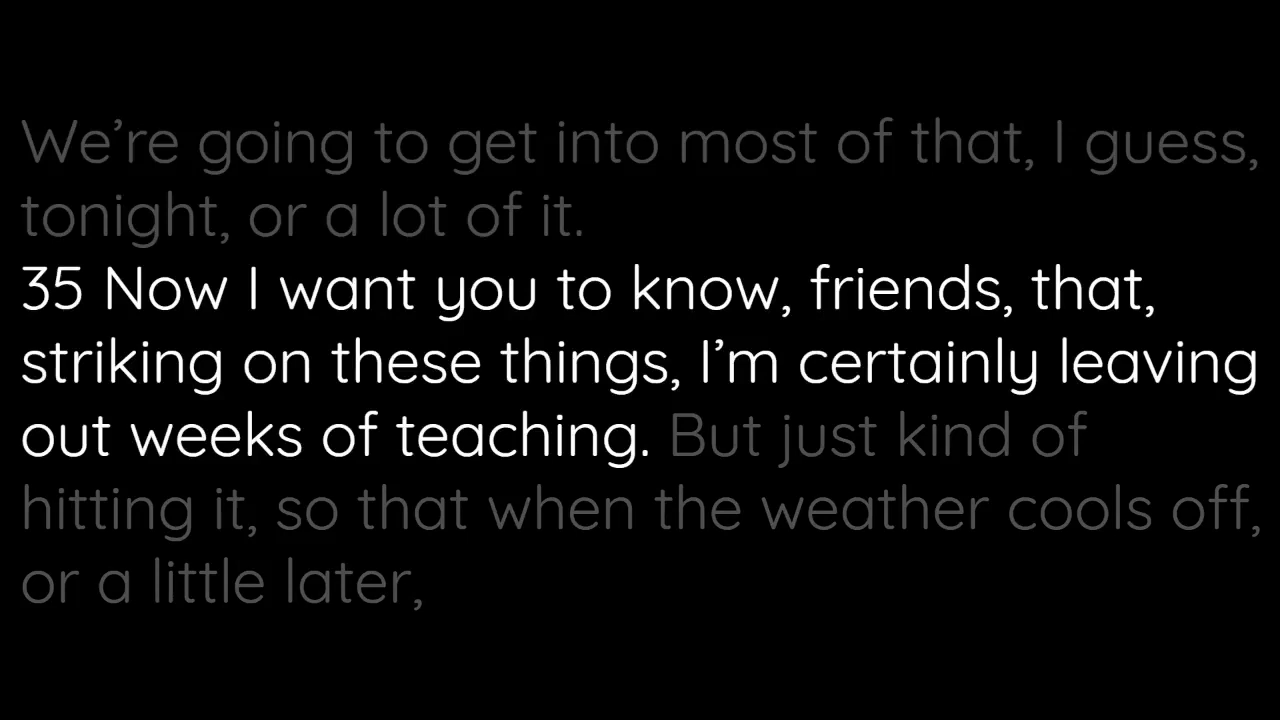 We’re going to get into most of that, I guess,
tonight, or a lot of it.
35 Now I want you to know, friends, that,
striking on these things, I’m certainly leaving
out weeks of teaching. But just kind of
hitting it, so that when the weather cools off,
or a little later,